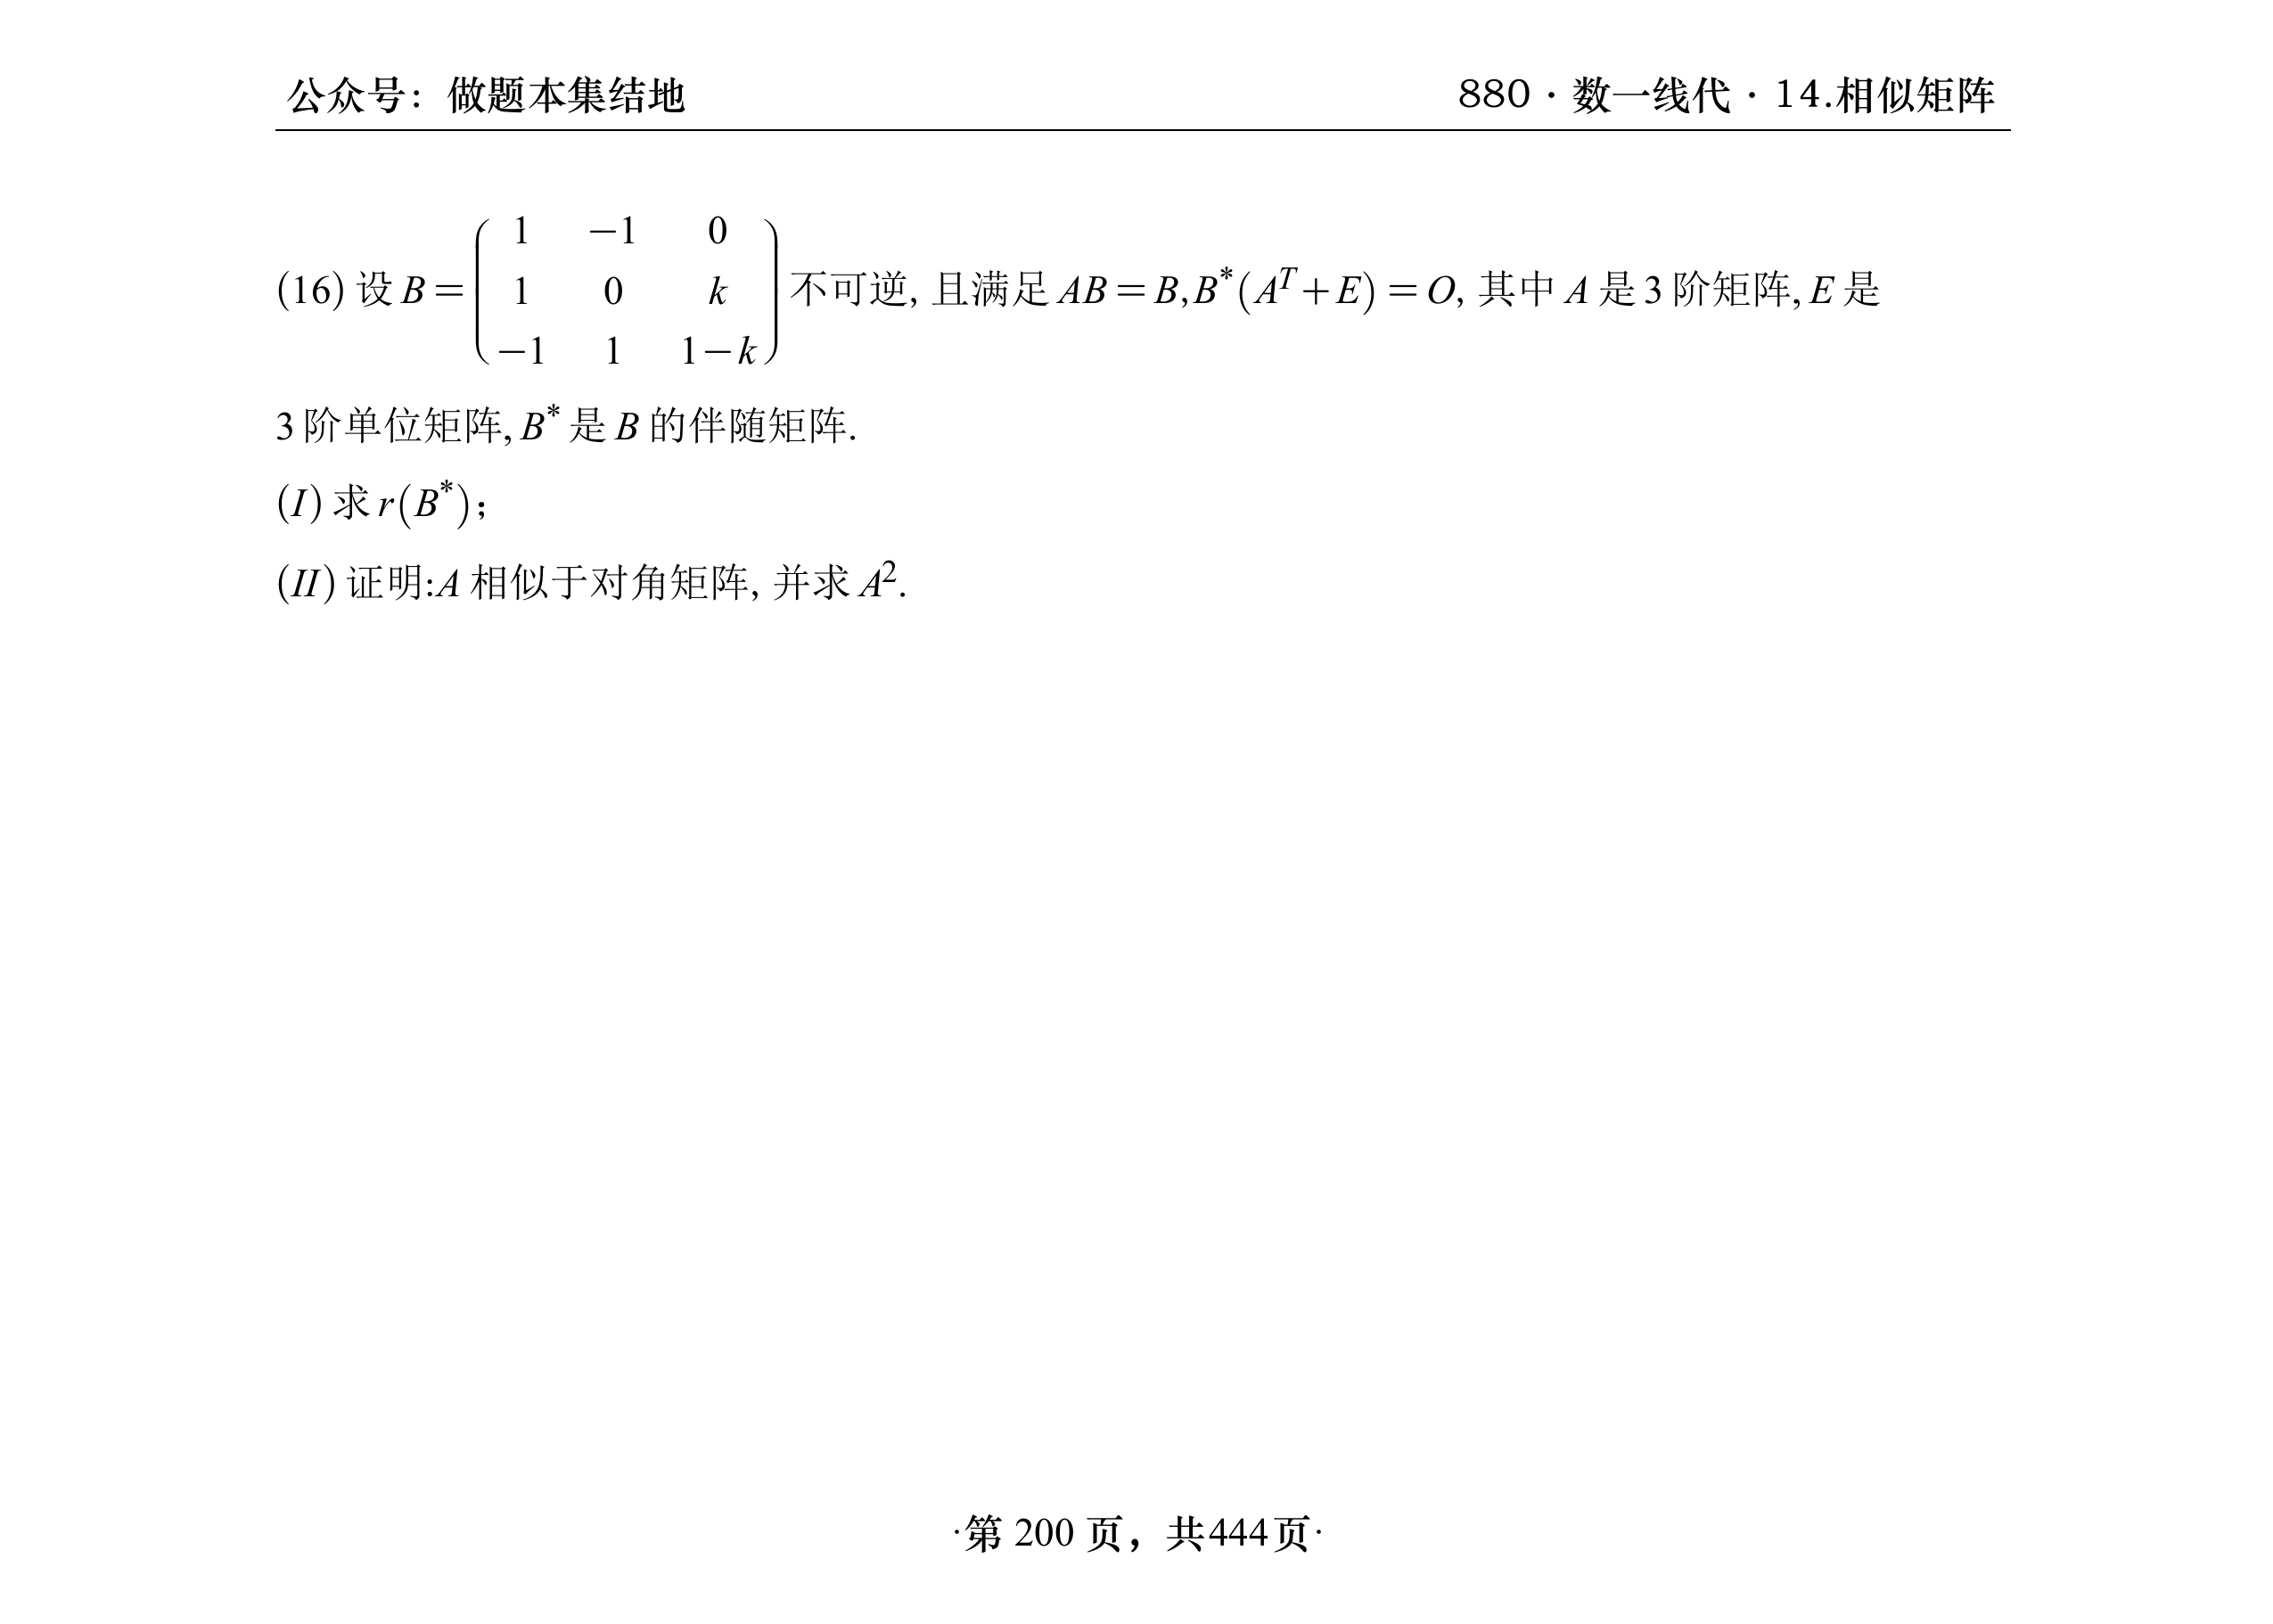 公众号：做题本集结地
880·数一线代·14.相似矩阵
(16) 设 B = \begin{pmatrix} 1 & -1 & 0 \\ 1 & 0 & k \\ -1 & 1 & 1-k \end{pmatrix} 不可逆, 且满足 AB = B, B^*(A^T + E) = O, 其中 A 是 3 阶矩阵, E 是
3 阶单位矩阵, B^* 是 B 的伴随矩阵.
(I) 求 r(B^*);
(II) 证明:A 相似于对角矩阵, 并求 A^2.
·第 200 页，共444页·